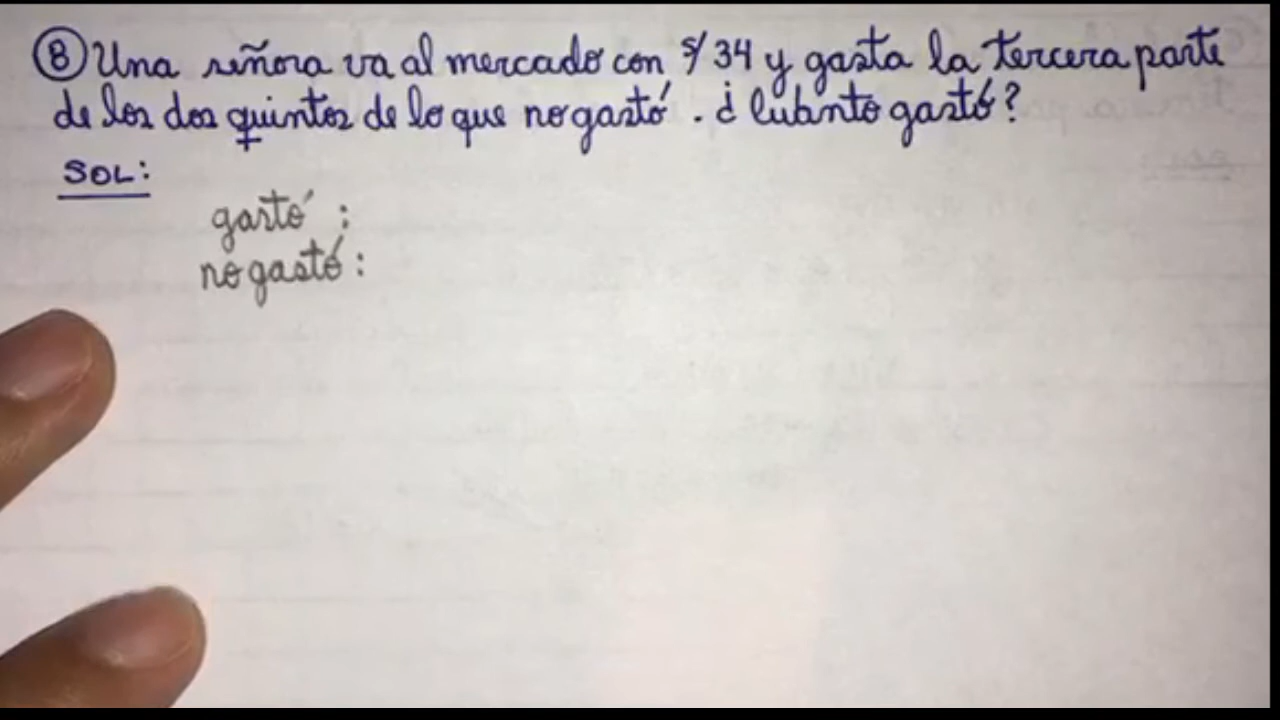 ⑧ Una señora va al mercado con S/ 34 y gasta la tercera parte
de los dos quintos de lo que no gastó. ¿Cuánto gastó?
SOL:
gastó :
no gastó :